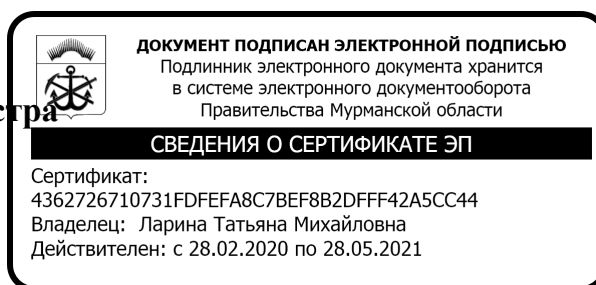 ДОКУМЕНТ ПОДПИСАН ЭЛЕКТРОННОЙ ПОДПИСЬЮ
Подлинник электронного документа хранится
в системе электронного документооборота
Правительства Мурманской области
СВЕДЕНИЯ О СЕРТИФИКАТЕ ЭП
Сертификат:
4362726710731FDFEFA8C7BEF8B2DFFF42A5CC44
Владелец: Ларина Татьяна Михайловна
Действителен: с 28.02.2020 по 28.05.2021